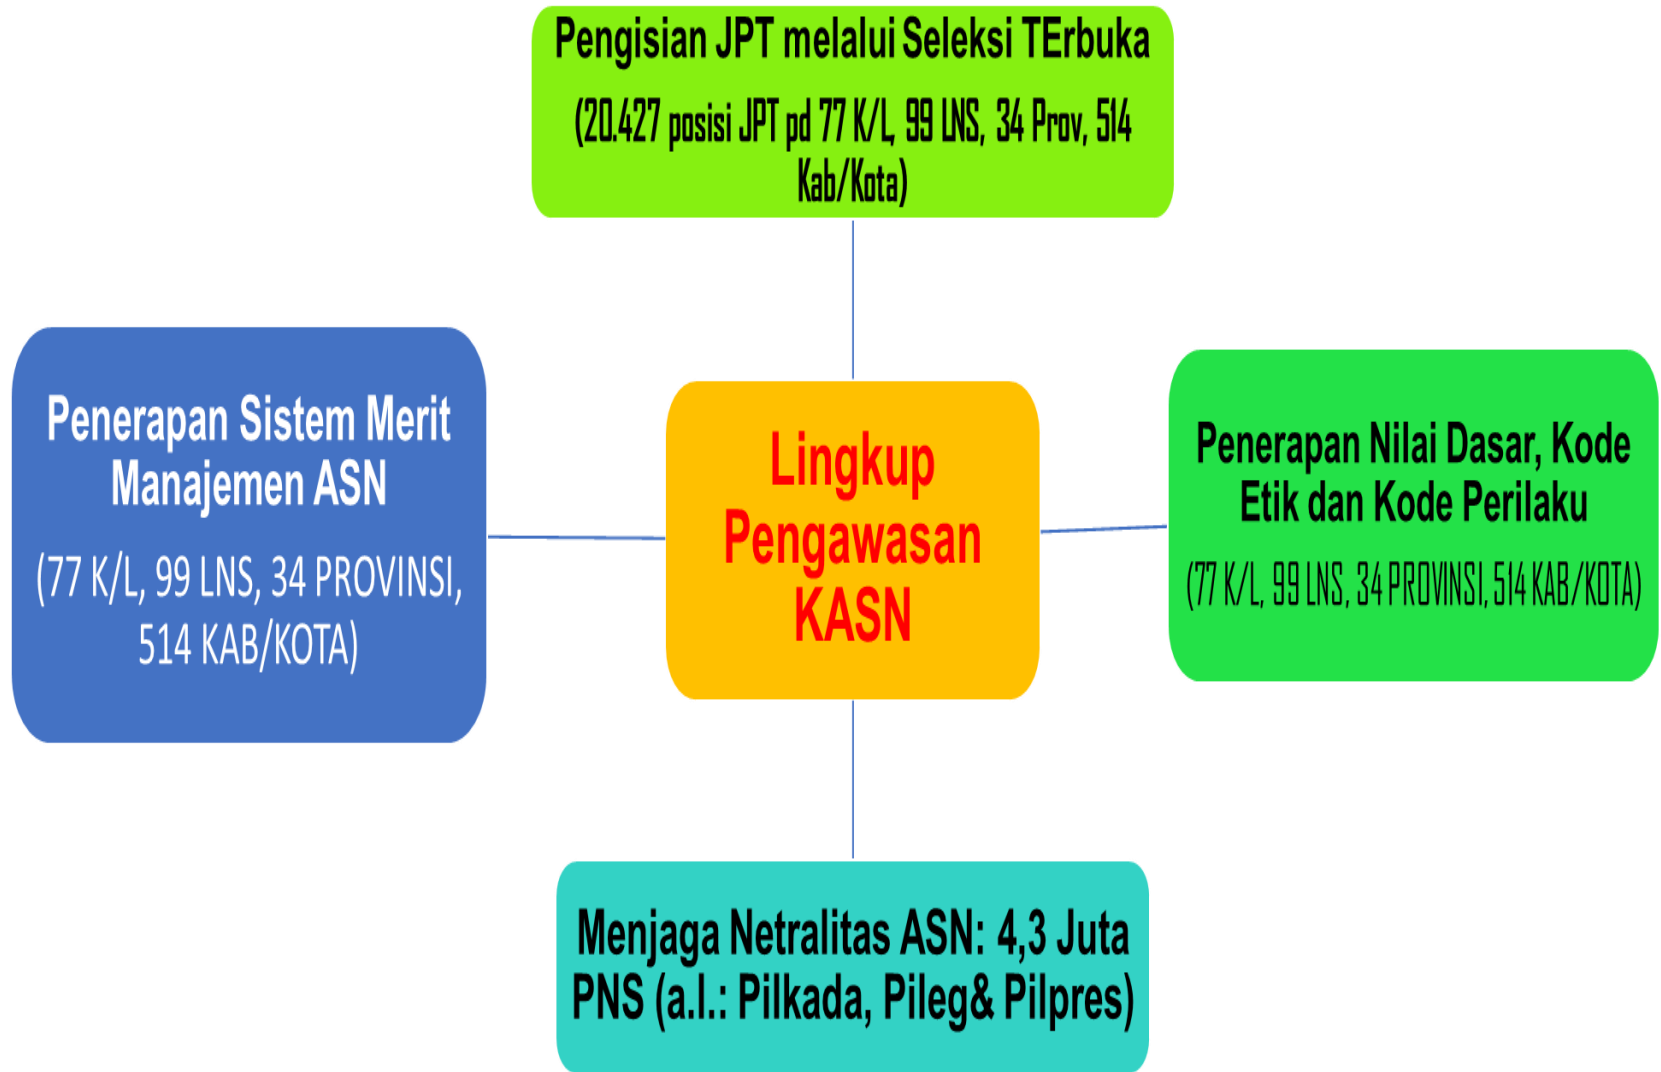 Pengisian JPT melalui Seleksi TErbuka
(20.427 posisi JPT pd 77 K/L, 99 LNS, 34 Prov, 514
Kab/Kota)
Penerapan Sistem Merit
Manajemen ASN
(77 K/L, 99 LNS, 34 PROVINSI,
514 KAB/KOTA)
Lingkup
Pengawasan
KASN
Penerapan Nilai Dasar, Kode
Etik dan Kode Perilaku
(77 K/L, 99 LNS, 34 PROVINSI, 514 KAB/KOTA)
Menjaga Netralitas ASN: 4,3 Juta
PNS (a.l.: Pilkada, Pileg& Pilpres)